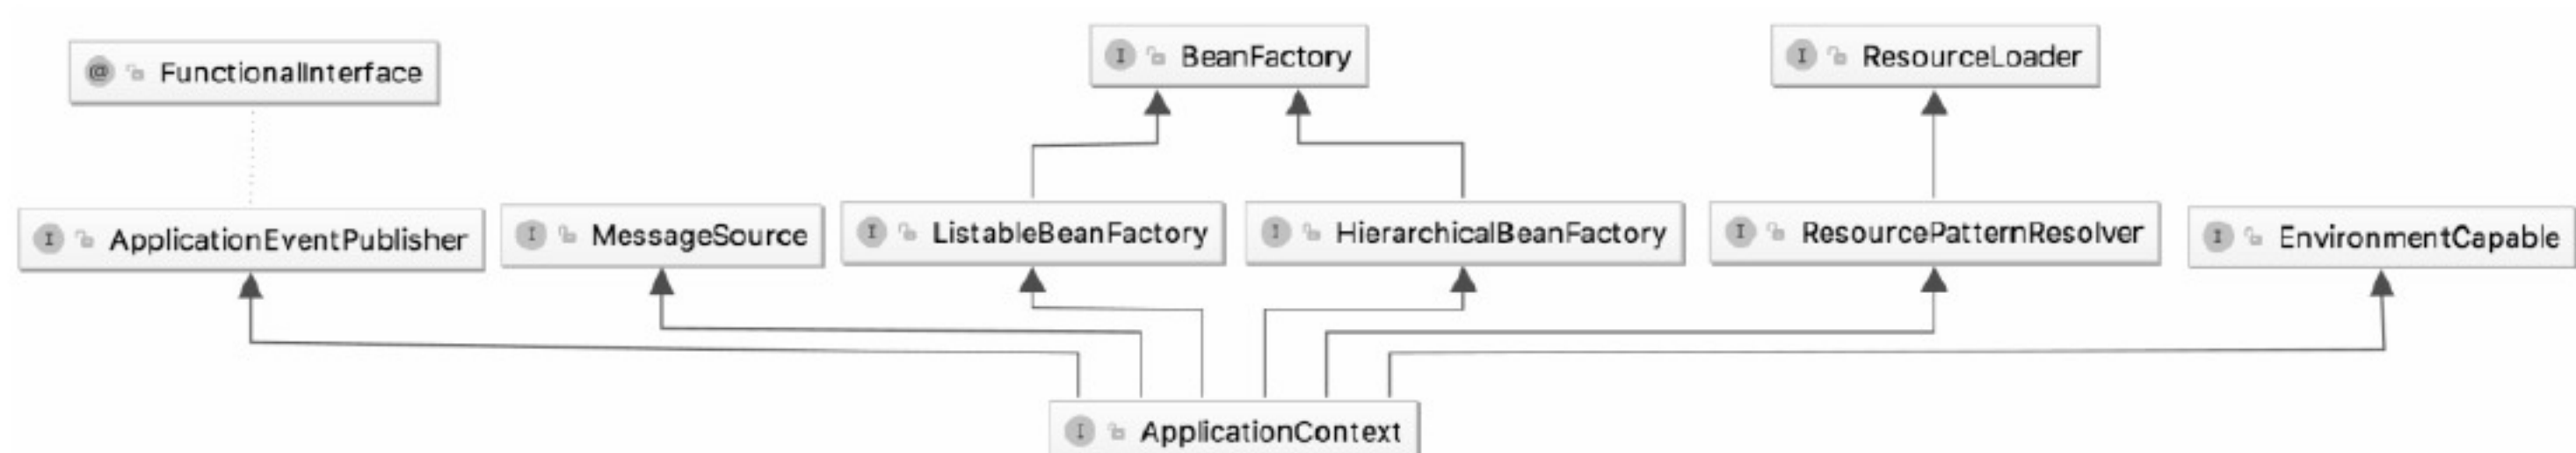 @ FunctionalInterface
I BeanFactory
I ResourceLoader
I ApplicationEventPublisher
I MessageSource
I ListableBeanFactory
I HierarchicalBeanFactory
I ResourcePatternResolver
I EnvironmentCapable
I ApplicationContext